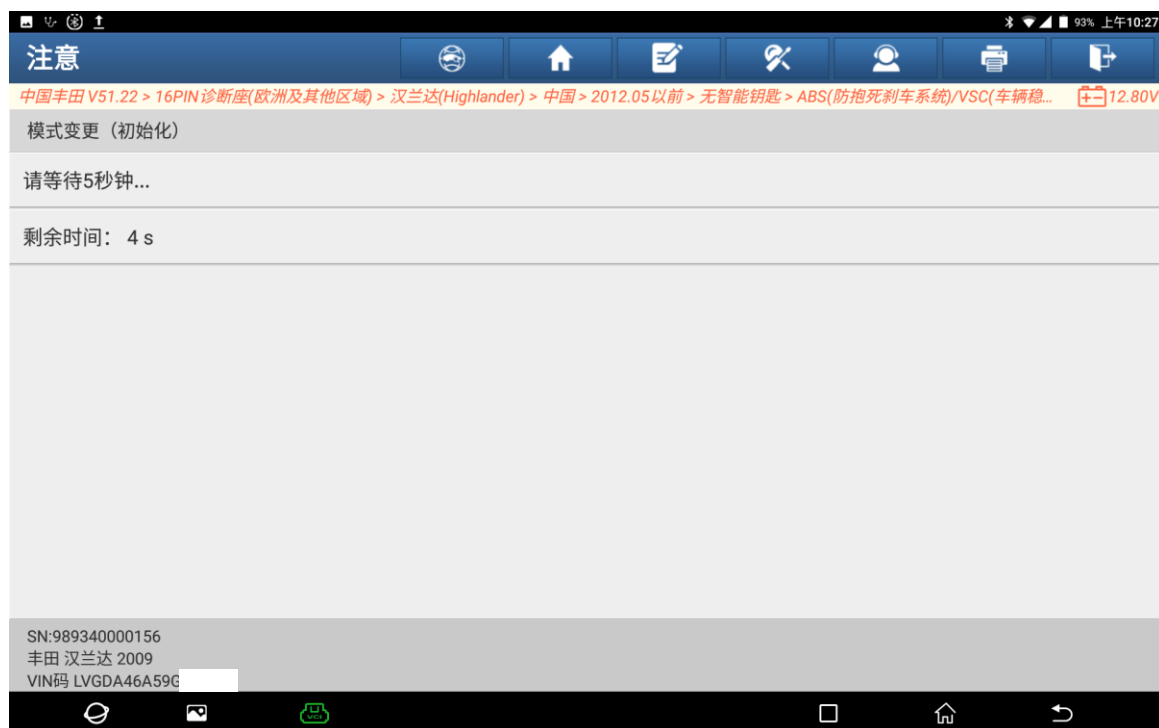 93% 上午10:27
注意
中国丰田 V51.22 > 16PIN诊断座(欧洲及其他区域) > 汉兰达(Highlander) > 中国 > 2012.05以前 > 无智能钥匙 > ABS(防抱死刹车系统)/VSC(车辆稳... 12.80V
模式变更（初始化）
请等待5秒钟...
剩余时间： 4 s
SN:989340000156
丰田 汉兰达 2009
VIN码 LVGDA46A59G
VCI